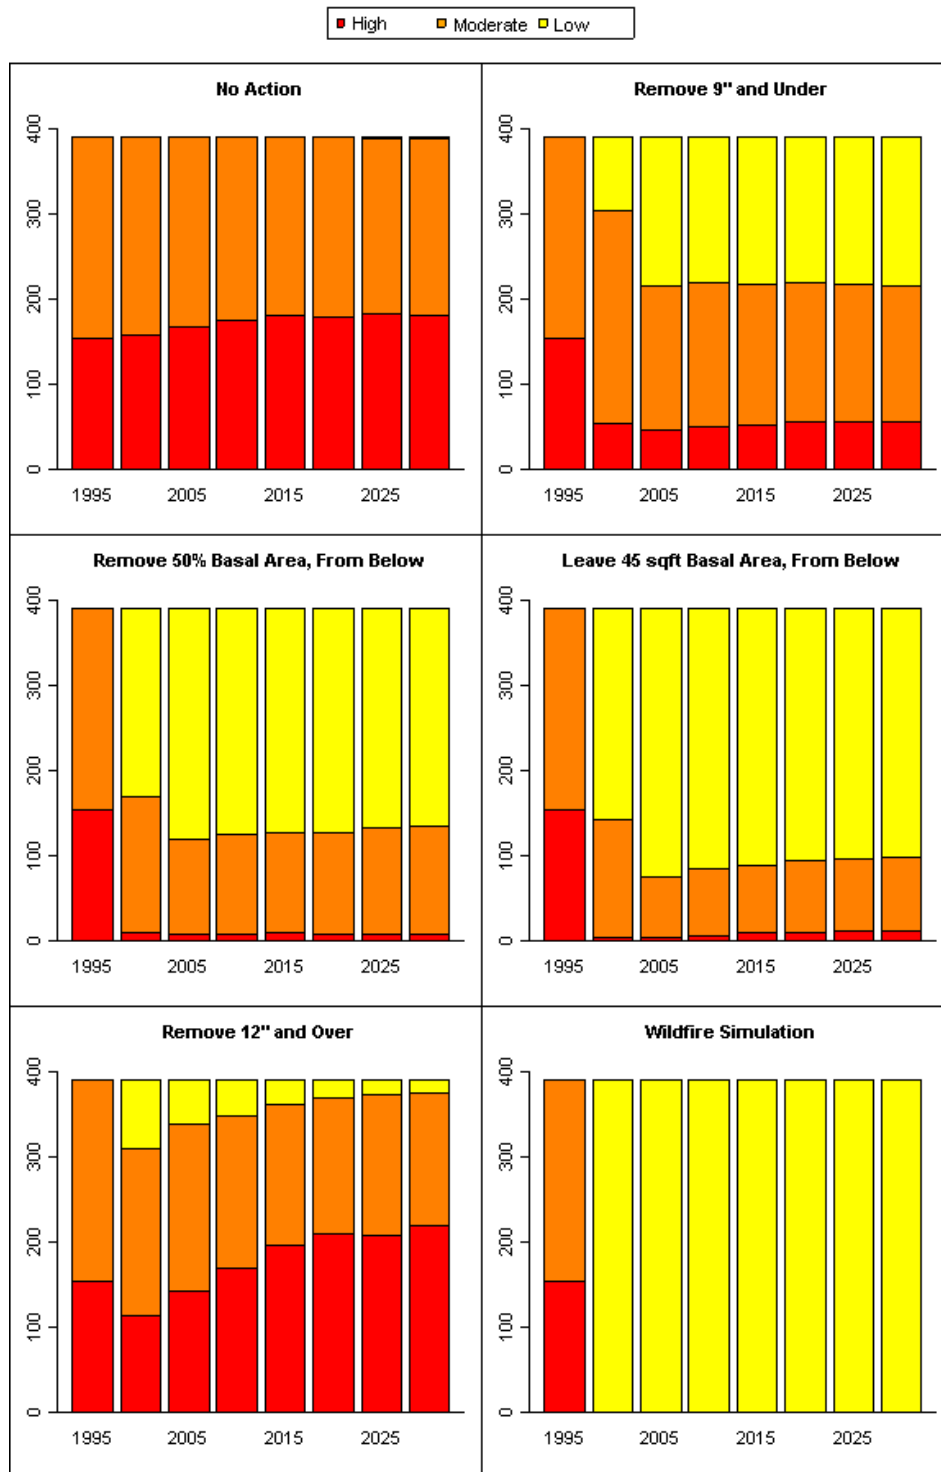 High Moderate Low
No Action
Remove 9" and Under
400
300
200
100
0
1995 2005 2015 2025
400
300
200
100
0
1995 2005 2015 2025
Remove 50% Basal Area, From Below
Leave 45 sqft Basal Area, From Below
400
300
200
100
0
1995 2005 2015 2025
400
300
200
100
0
1995 2005 2015 2025
Remove 12" and Over
Wildfire Simulation
400
300
200
100
0
1995 2005 2015 2025
400
300
200
100
0
1995 2005 2015 2025